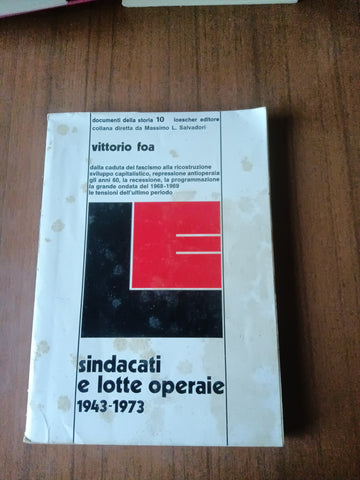 documenti della storia 10 loescher editore
collana diretta da Massimo L. Salvadori
vittorio foa
dalla caduta del fascismo alla ricostruzione
sviluppo capitalistico, repressione antioperaia
gli anni 60, la recessione, la programmazione
la grande ondata del 1968-1969
le tensioni dell'ultimo periodo
sindacati
e lotte operaie
1943-1973